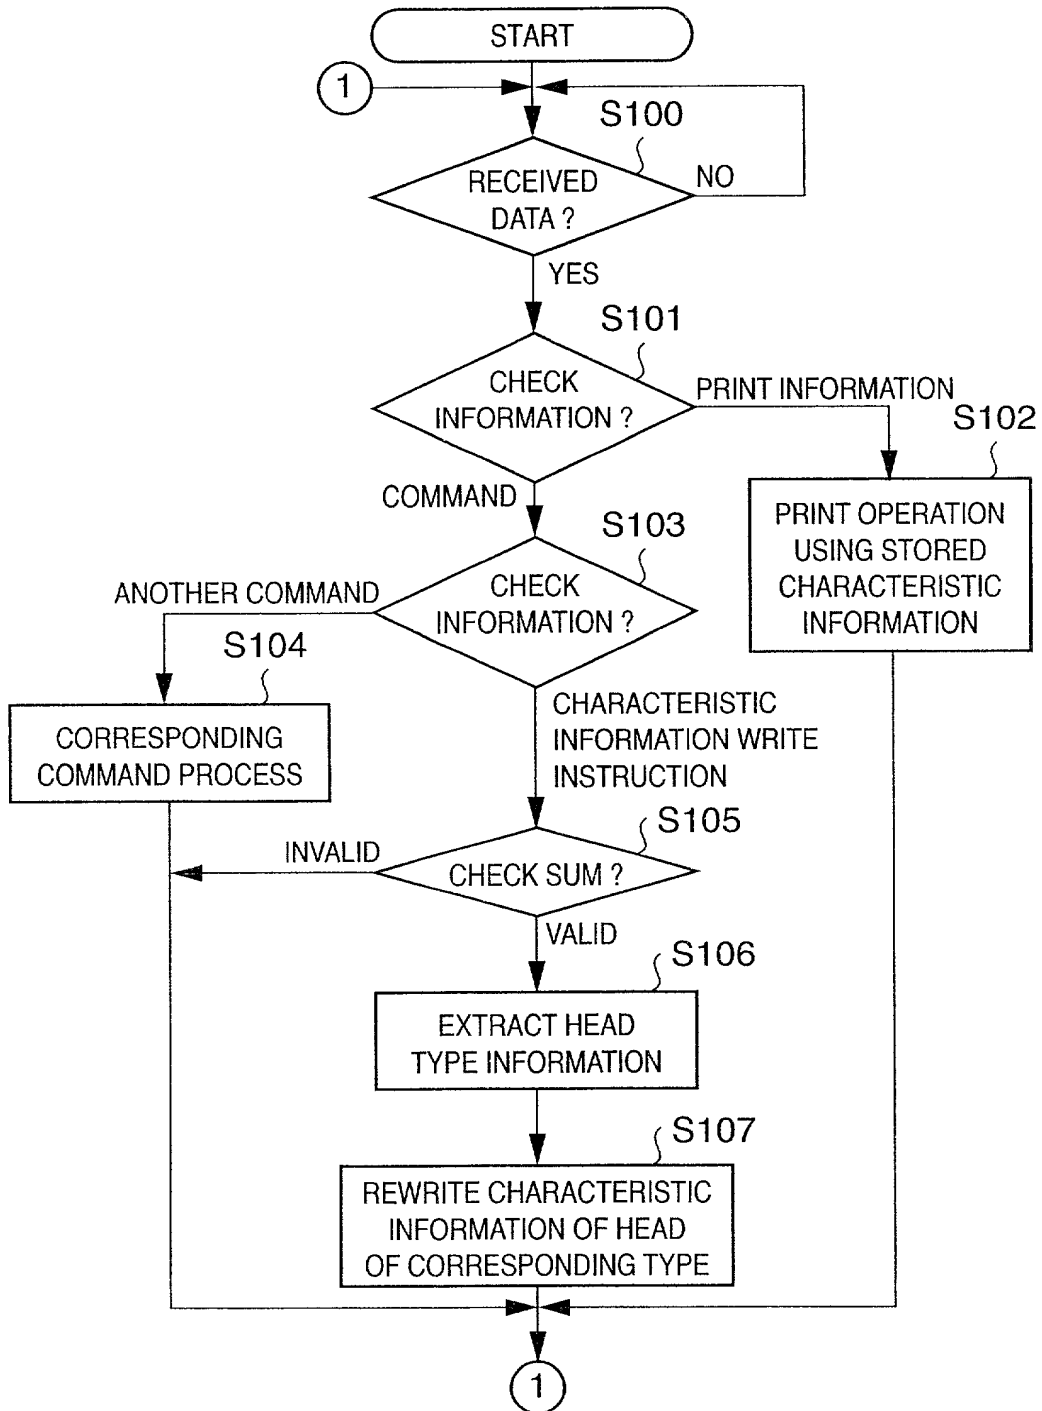 START
1
S100
RECEIVED
DATA ?
NO
YES
S101
CHECK
INFORMATION ?
PRINT INFORMATION
S102
PRINT OPERATION
USING STORED
CHARACTERISTIC
INFORMATION
COMMAND
S103
CHECK
INFORMATION ?
ANOTHER COMMAND
S104
CORRESPONDING
COMMAND PROCESS
CHARACTERISTIC
INFORMATION WRITE
INSTRUCTION
S105
CHECK SUM ?
INVALID
VALID
S106
EXTRACT HEAD
TYPE INFORMATION
S107
REWRITE CHARACTERISTIC
INFORMATION OF HEAD
OF CORRESPONDING TYPE
1